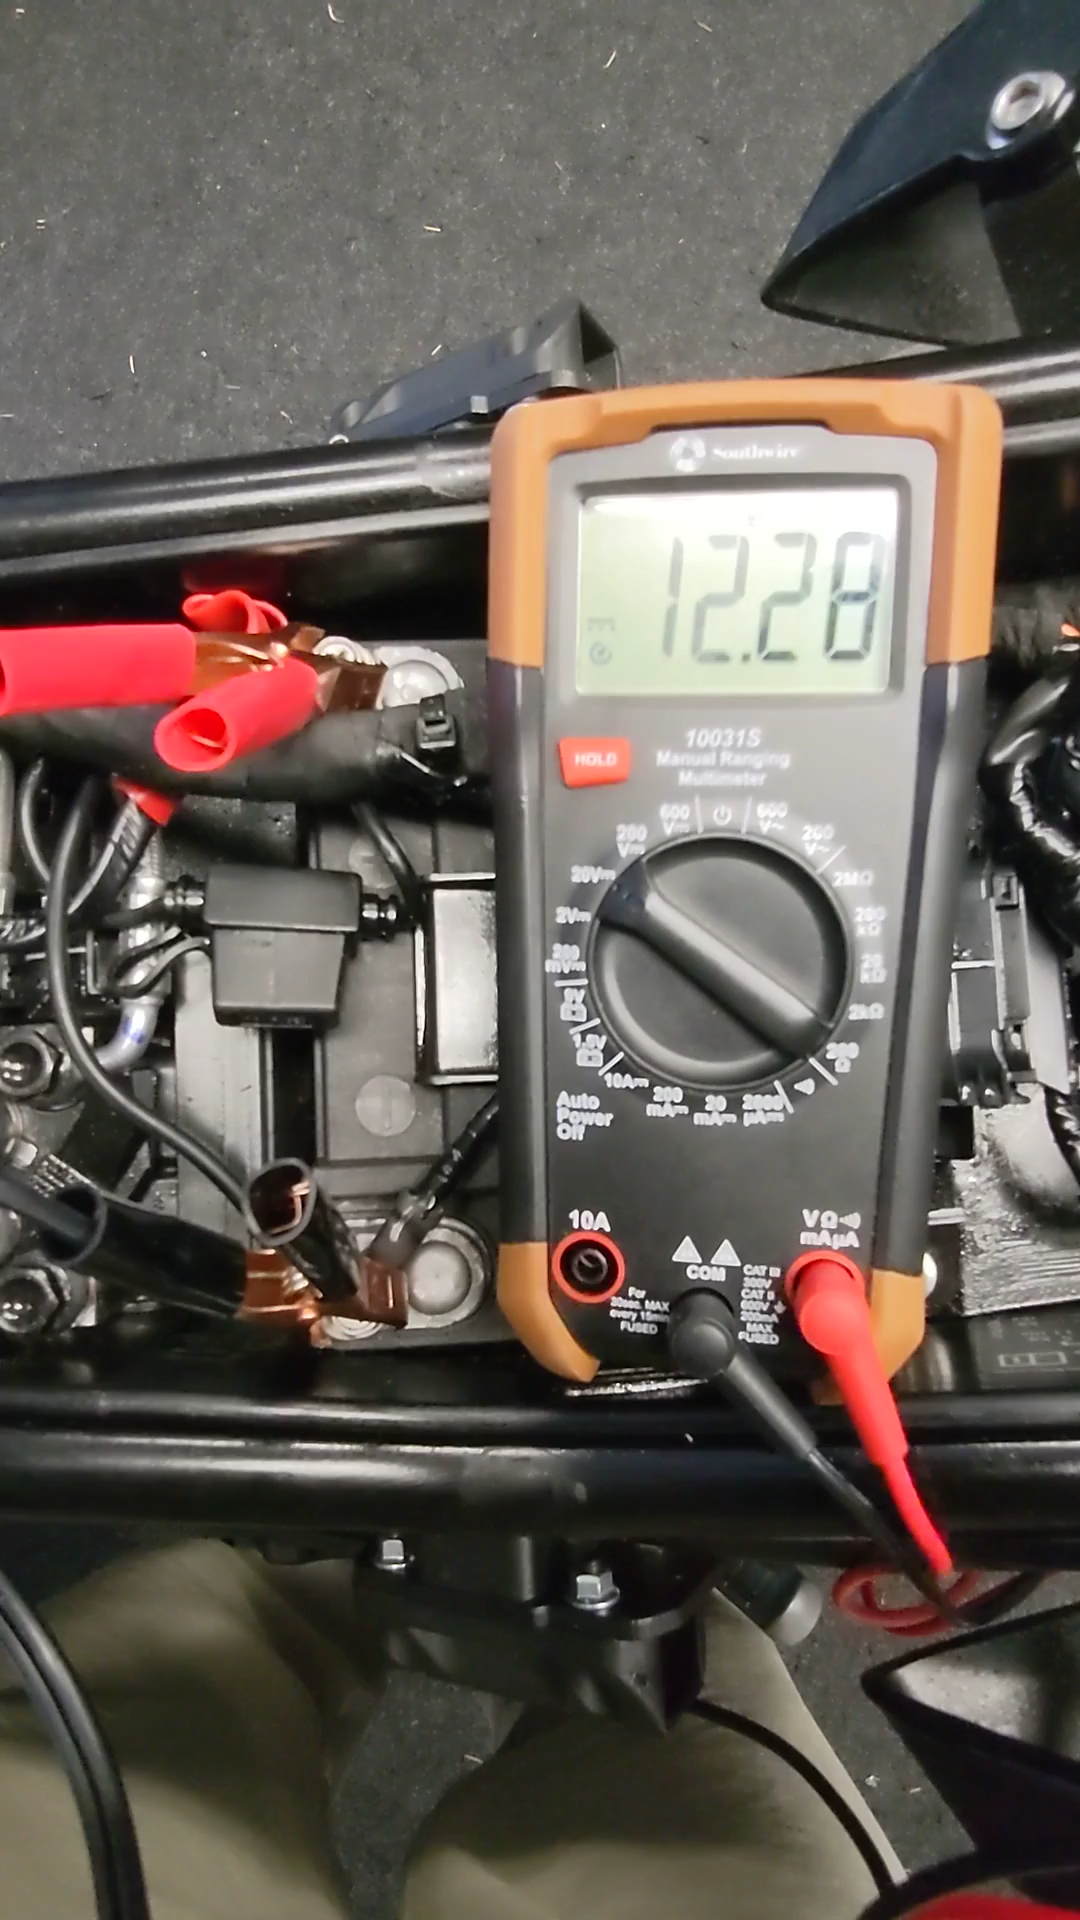 Southwire
12.28
HOLD
10031S
Manual Ranging
Multimeter
600
V⎓
600
V~
200
V⎓
200
V~
20V⎓
2MΩ
2V⎓
200
kΩ
200
mV⎓
20
kΩ
9V
2kΩ
1.5V
200
Ω
10A⎓
200
mA⎓
20
mA⎓
2000
µA⎓
Auto
Power
Off
10A
VΩ
mAµA
COM
For
30sec. MAX
every 15min
FUSED
CAT III
300V
CAT II
600V
200mA
MAX
FUSED